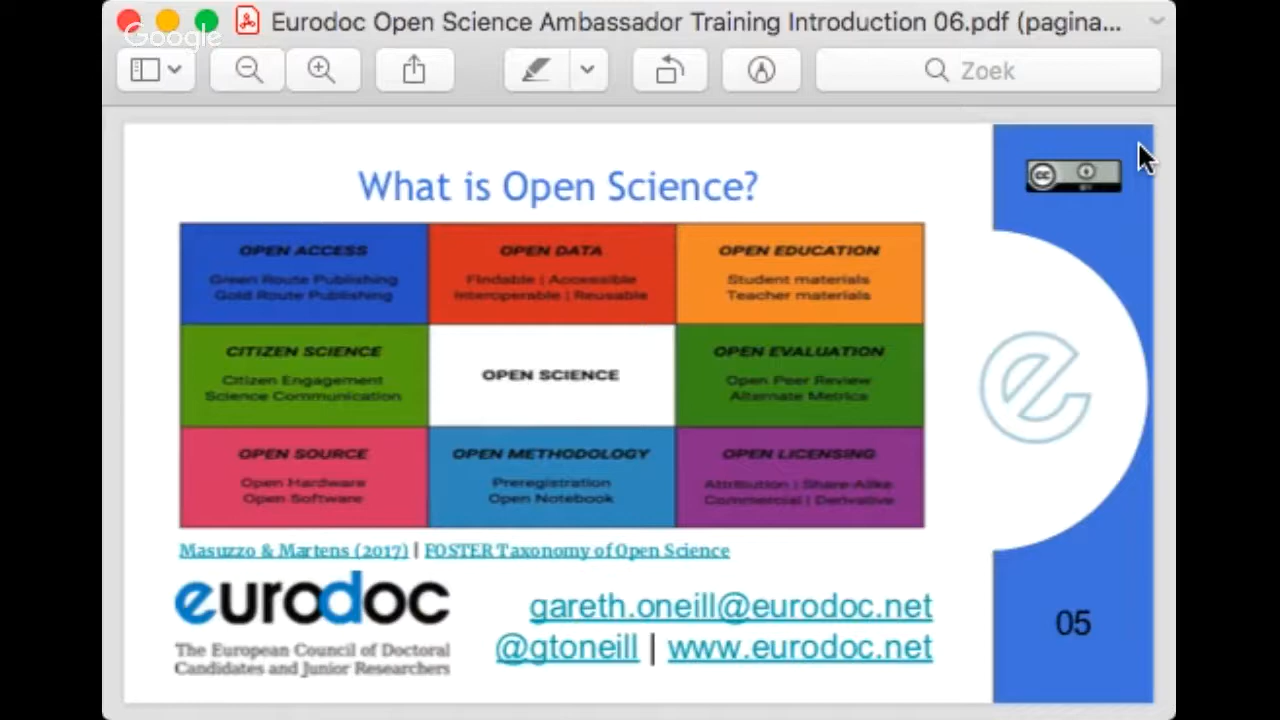 Eurodoc Open Science Ambassador Training Introduction 06.pdf (pagina...
Google
Zoek
What is Open Science?
OPEN ACCESS
Green Route Publishing
Gold Route Publishing
OPEN DATA
Findable | Accessible
Interoperable | Reusable
OPEN EDUCATION
Student materials
Teacher materials
CITIZEN SCIENCE
Citizen Engagement
Science Communication
OPEN SCIENCE
OPEN EVALUATION
Open Peer Review
Alternate Metrics
OPEN SOURCE
Open Hardware
Open Software
OPEN METHODOLOGY
Preregistration
Open Notebook
OPEN LICENSING
Attribution | Share-Alike
Commercial | Derivative
Masuzzo & Martens (2017) | FOSTER Taxonomy of Open Science
eurodoc
The European Council of Doctoral
Candidates and Junior Researchers
gareth.oneill@eurodoc.net
@gtoneill | www.eurodoc.net
cc
e
05